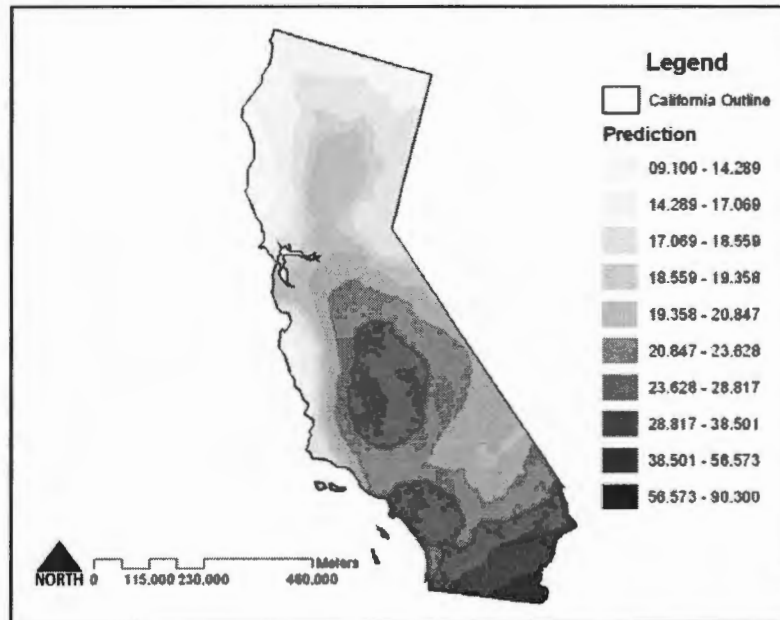 Legend
California Outline
Prediction
09.100 - 14.289
14.289 - 17.069
17.069 - 18.559
18.559 - 19.358
19.358 - 20.847
20.847 - 23.628
23.628 - 28.817
28.817 - 38.501
38.501 - 56.573
56.573 - 90.300
NORTH
Meters
0 115.000 230.000 460.000